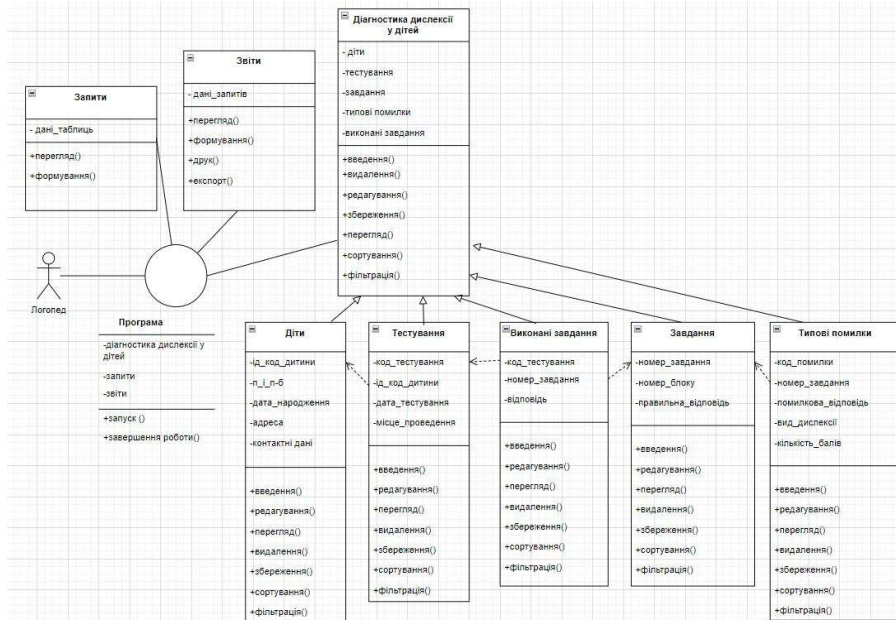 Діагностика дислексії
у дітей
- діти
-тестування
-завдання
-типові помилки
-виконані завдання
+введення()
+видалення()
+редагування()
+збереження()
+перегляд()
+сортування()
+фільтрація()
Звіти
- дані_запитів
+перегляд()
+формування()
+друк()
+експорт()
Запити
- дані_таблиць
+перегляд()
+формування()
Логопед
Програма
-діагностика дислексії у
дітей
-запити
-звіти
+запуск ()
+завершення роботи()
Діти
-ід_код_дитини
-п_і_п-б
-дата_народження
-адреса
-контактні дані
+введення()
+редагування()
+перегляд()
+видалення()
+збереження()
+сортування()
+фільтрація()
Тестування
-код_тестування
-ід_код_дитини
-дата_тестування
-місце_проведення
+введення()
+редагування()
+перегляд()
+видалення()
+збереження()
+сортування()
+фільтрація()
Виконані завдання
-код_тестування
-номер_завдання
-відповідь
+введення()
+редагування()
+перегляд()
+видалення()
+збереження()
+сортування()
+фільтрація()
Завдання
-номер_завдання
-номер_блоку
-правильна_відповідь
+введення()
+редагування()
+перегляд()
+видалення()
+збереження()
+сортування()
+фільтрація()
Типові помилки
-код_помилки
-номер_завдання
-помилкова_відповідь
-вид_дислексії
-кількість_балів
+введення()
+редагування()
+перегляд()
+видалення()
+збереження()
+сортування()
+фільтрація()